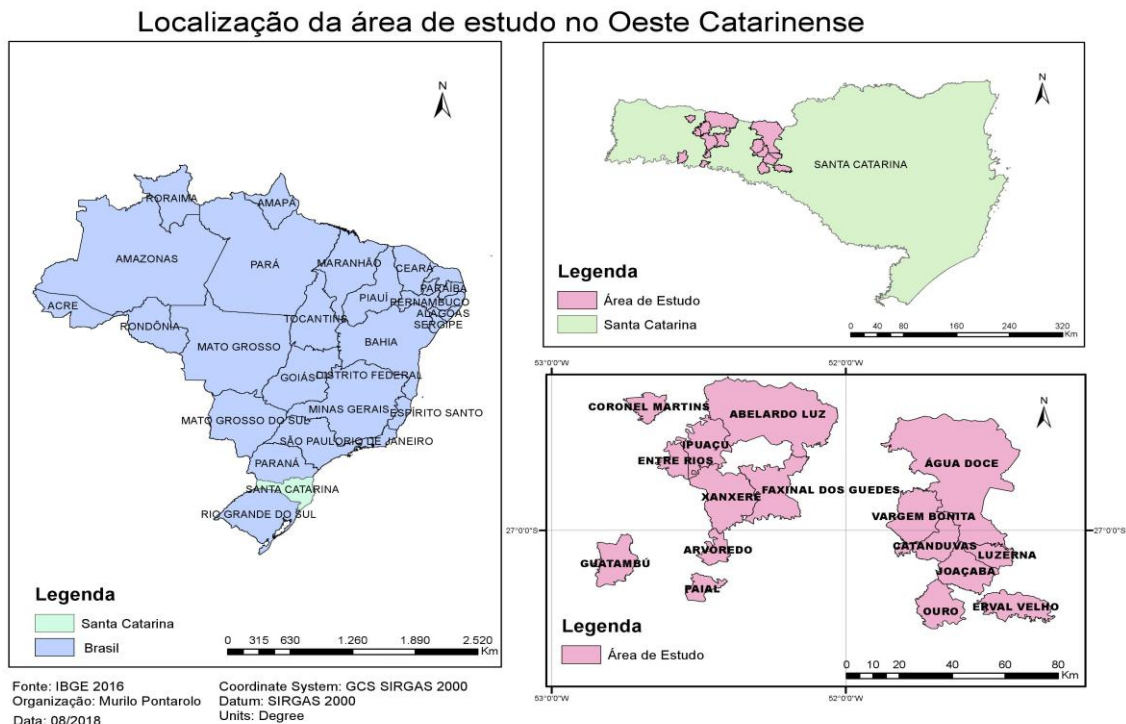 Localização da área de estudo no Oeste Catarinense
N
RORAIMA
AMAPÁ
AMAZONAS
PARÁ
MARANHÃO
CEARÁ
PARAÍBA
PIAUÍ
PERNAMBUCO
ACRE
ALAGOAS
TOCANTINS
SERGIPE
RONDÔNIA
BAHIA
MATO GROSSO
GOIÁS
DISTRITO FEDERAL
MINAS GERAIS
ESPÍRITO SANTO
MATO GROSSO DO SUL
SÃO PAULO
RIO DE JANEIRO
PARANÁ
SANTA CATARINA
RIO GRANDE DO SUL
Legenda
Santa Catarina
Brasil
0 315 630 1.260 1.890 2.520
Km
N
SANTA CATARINA
Legenda
Área de Estudo
Santa Catarina
0 40 80 160 240 320
Km
53°0'0"W 52°0'0"W
N
CORONEL MARTINS
ABELARDO LUZ
IPUAÇU
ENTRE RIOS
ÁGUA DOCE
FAXINAL DOS GUEDES
XANXERÊ
VARGEM BONITA
27°0'0"S 27°0'0"S
CATANDUVAS
ARVOREDO
LUZERNA
GUATAMBÚ
JOAÇABA
PAIAL
OURO
ERVAL VELHO
Legenda
Área de Estudo
0 10 20 40 60 80
Km
53°0'0"W 52°0'0"W
Fonte: IBGE 2016
Organização: Murilo Pontarolo
Data: 08/2018
Coordinate System: GCS SIRGAS 2000
Datum: SIRGAS 2000
Units: Degree